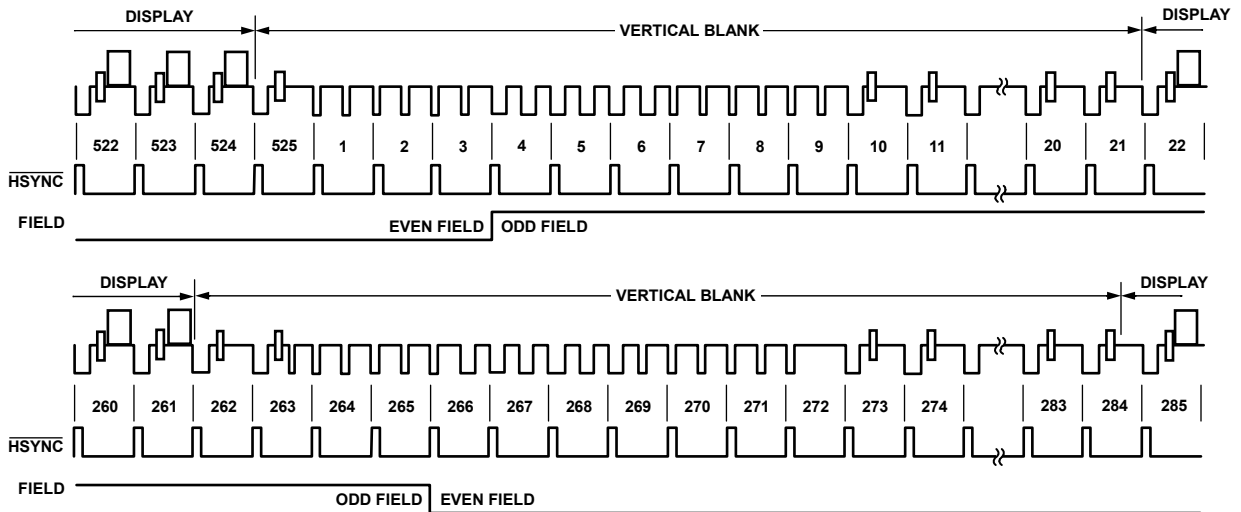 DISPLAY VERTICAL BLANK DISPLAY
522 523 524 525 1 2 3 4 5 6 7 8 9 10 11 20 21 22
HSYNC
FIELD EVEN FIELD ODD FIELD
DISPLAY VERTICAL BLANK DISPLAY
260 261 262 263 264 265 266 267 268 269 270 271 272 273 274 283 284 285
HSYNC
FIELD ODD FIELD EVEN FIELD